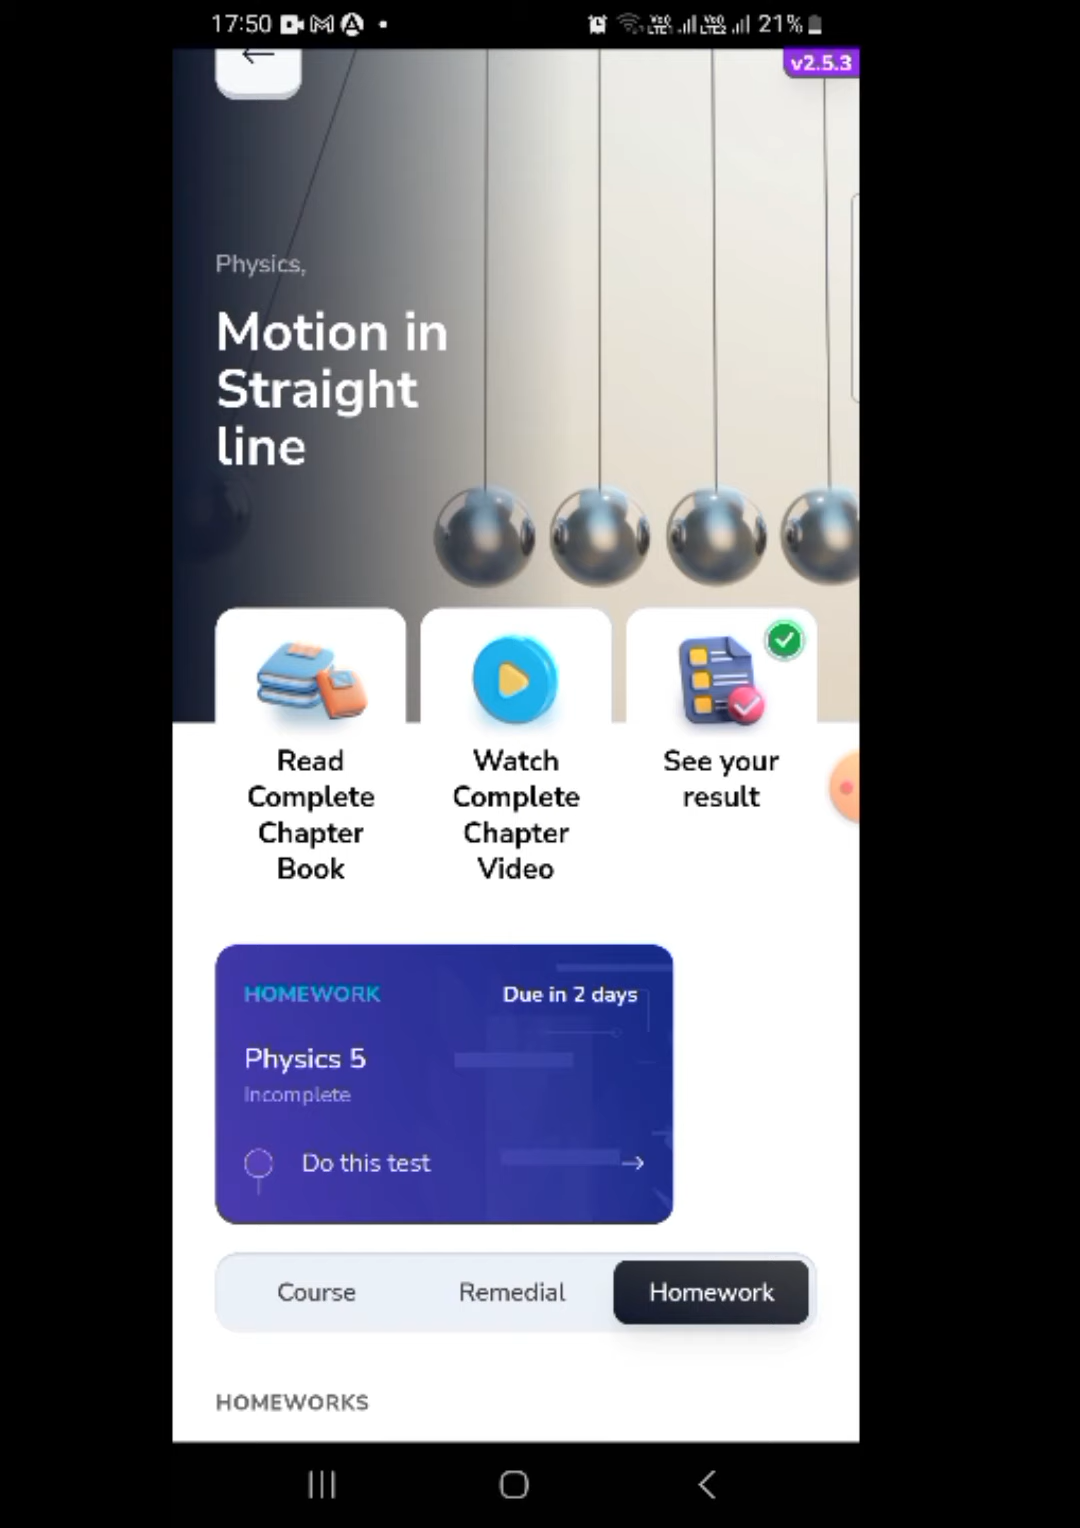 17:50
21%
v2.5.3
Physics,
Motion in
Straight
line
Read
Complete
Chapter
Book
Watch
Complete
Chapter
Video
See your
result
HOMEWORK
Due in 2 days
Physics 5
Incomplete
Do this test
Course
Remedial
Homework
HOMEWORKS